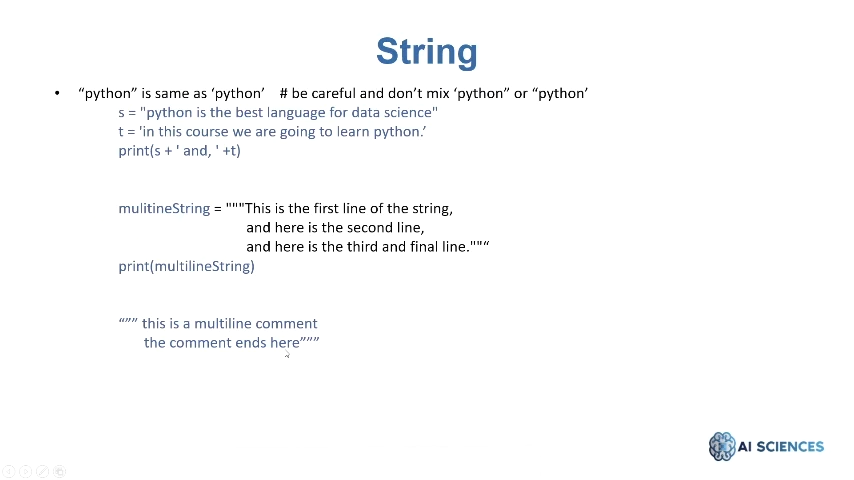 String
• “python” is same as ‘python’ # be careful and don’t mix ‘python” or “python’
s = "python is the best language for data science"
t = 'in this course we are going to learn python.’
print(s + ' and, ' +t)
mulitineString = """This is the first line of the string,
and here is the second line,
and here is the third and final line.""“
print(multilineString)
“”” this is a multiline comment
the comment ends here”””
AI SCIENCES